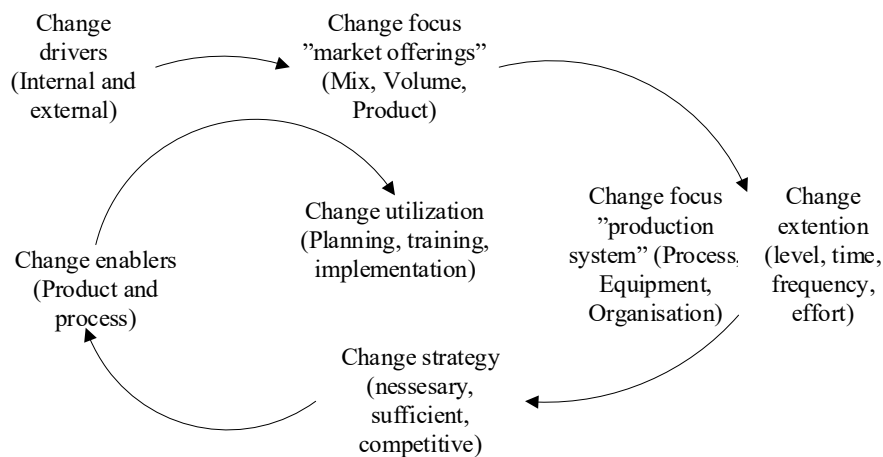 Change
drivers
(Internal and
external)
Change focus
”market offerings”
(Mix, Volume,
Product)
Change focus
”production
system” (Process,
Equipment,
Organisation)
Change
extention
(level, time,
frequency,
effort)
Change strategy
(nessesary,
sufficient,
competitive)
Change enablers
(Product and
process)
Change utilization
(Planning, training,
implementation)